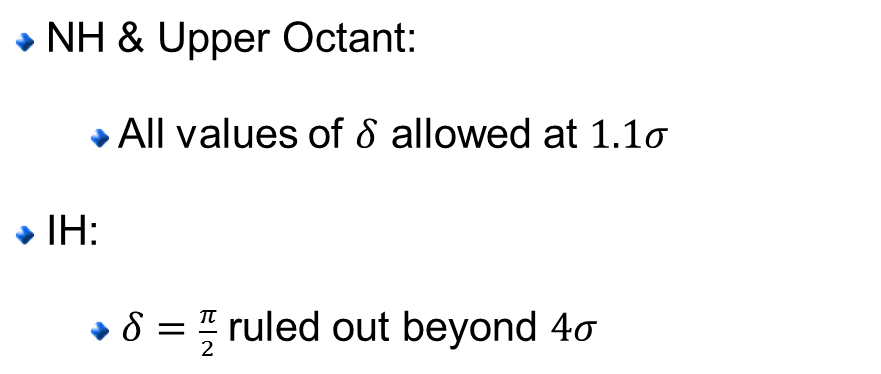 NH & Upper Octant:
All values of 𝛿 allowed at 1.1𝜎
IH:
𝛿 = π/2 ruled out beyond 4𝜎